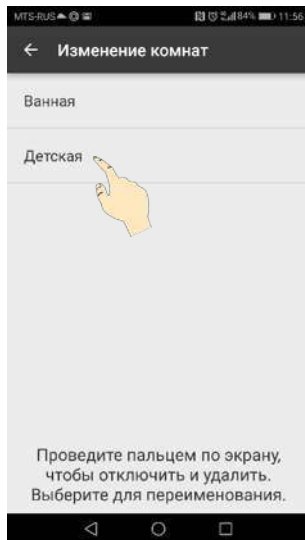 MTS-RUS 84% 11:56
Изменение комнат
Ванная
Детская
Проведите пальцем по экрану,
чтобы отключить и удалить.
Выберите для переименования.